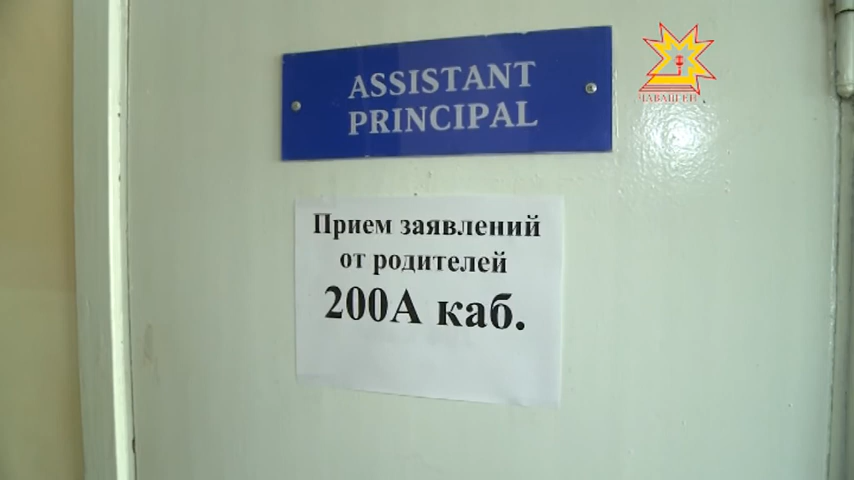 ASSISTANT
PRINCIPAL
Прием заявлений
от родителей
200А каб.